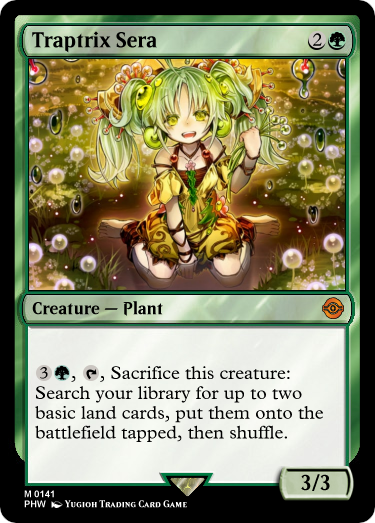 Traptrix Sera 2
Creature — Plant
3 , , Sacrifice this creature:
Search your library for up to two
basic land cards, put them onto the
battlefield tapped, then shuffle.
3/3
M 0141
PHW Yugioh Trading Card Game